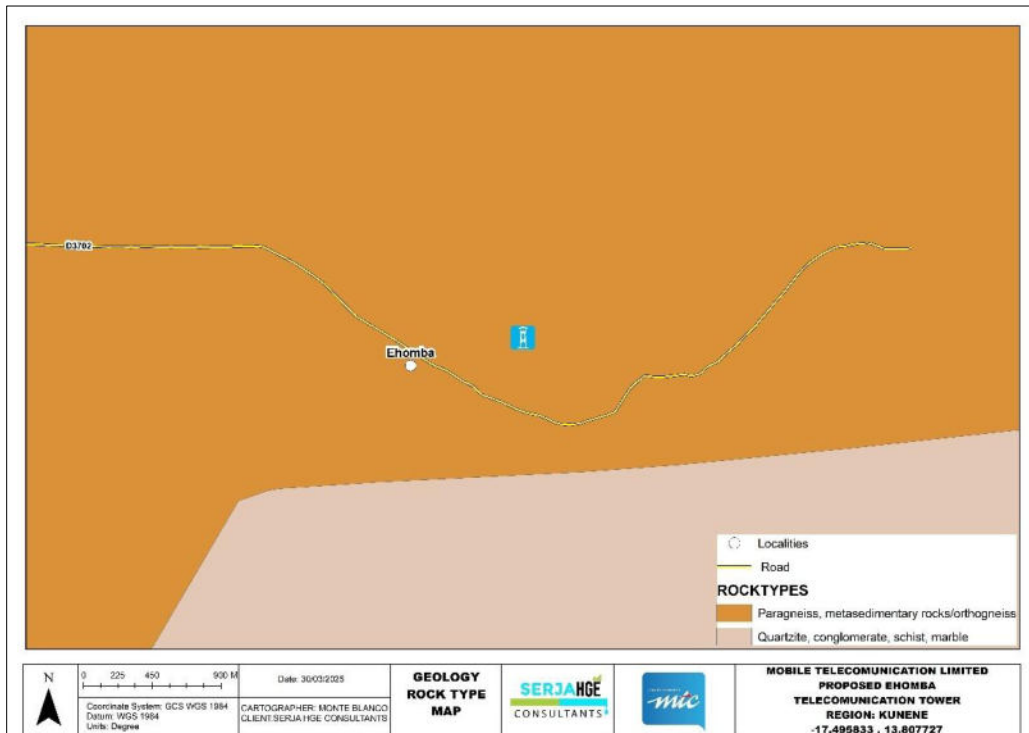 D3702
Ehomba
Localities
Road
ROCKTYPES
Paragneiss, metasedimentary rocks/orthogneiss
Quartzite, conglomerate, schist, marble
N
0 225 450 900 M
Coordinate System: GCS WGS 1984
Datum: WGS 1984
Units: Degree
Date: 30/03/2025
CARTOGRAPHER: MONTE BLANCO
CLIENT:SERJA HGE CONSULTANTS
GEOLOGY
ROCK TYPE
MAP
SERJAHGE
CONSULTANTS
mtc
MOBILE TELECOMMUNICATION LIMITED
PROPOSED EHOMBA
TELECOMMUNICATION TOWER
REGION: KUNENE
-17.495833 , 13.807727